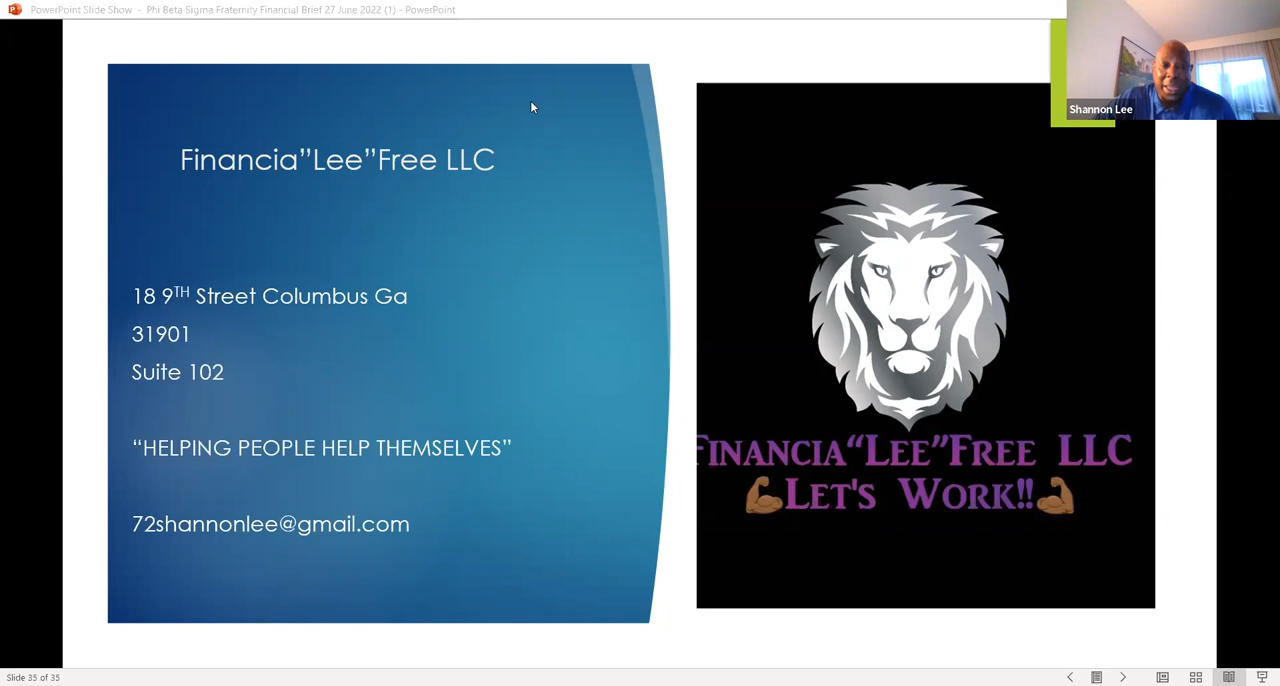 PowerPoint Slide Show - Phi Beta Sigma Fraternity Financial Brief 27 June 2022 (1) - PowerPoint
Shannon Lee
Financia”Lee”Free LLC
18 9TH Street Columbus Ga
31901
Suite 102
“HELPING PEOPLE HELP THEMSELVES”
72shannonlee@gmail.com
Financia“Lee”Free LLC
Let's Work!!
Slide 35 of 35